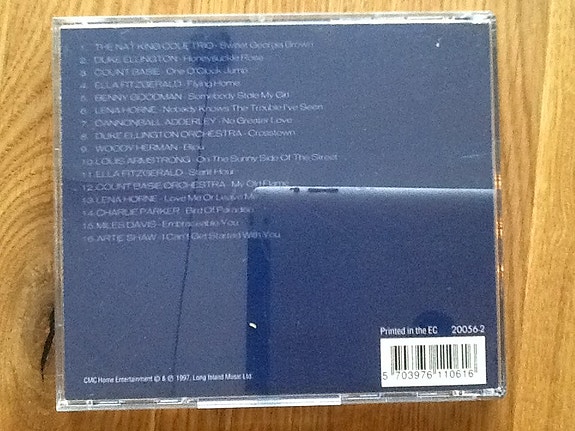 1. THE NAT KING COLE TRIO - Sweet Georgia Brown
2. DUKE ELLINGTON - Honeysuckle Rose
3. COUNT BASIE - One O'Clock Jump
4. ELLA FITZGERALD - Flying Home
5. BENNY GOODMAN - Somebody Stole My Girl
6. LENA HORNE - Nobody Knows The Trouble I've Seen
7. CANNONBALL ADDERLEY - No Greater Love
8. DUKE ELLINGTON ORCHESTRA - Crosstown
9. WOODY HERMAN - Bijou
10. LOUIS ARMSTRONG - On The Sunny Side Of The Street
11. ELLA FITZGERALD - Starlit Hour
12. COUNT BASIE ORCHESTRA - My Old Flame
13. LENA HORNE - Love Me Or Leave Me
14. CHARLIE PARKER - Bird Of Paradise
15. MILES DAVIS - Embraceable You
16. ARTIE SHAW - I Can't Get Started With You
Printed in the EC 20056-2
5 703976 110616
CMC Home Entertainment © & ℗ 1997, Long Island Music Ltd.